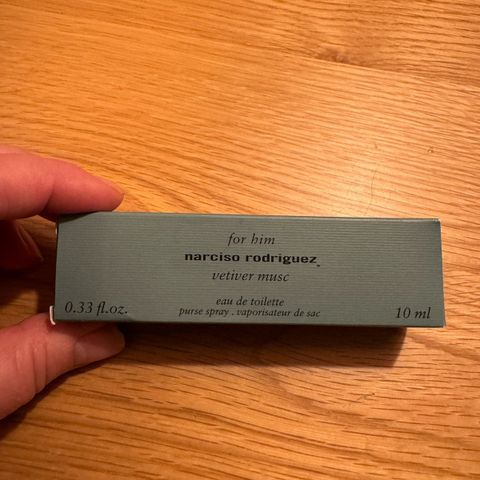 for him
narciso rodriguez™
vetiver musc
eau de toilette
purse spray . vaporisateur de sac
0.33 fl.oz.
10 ml